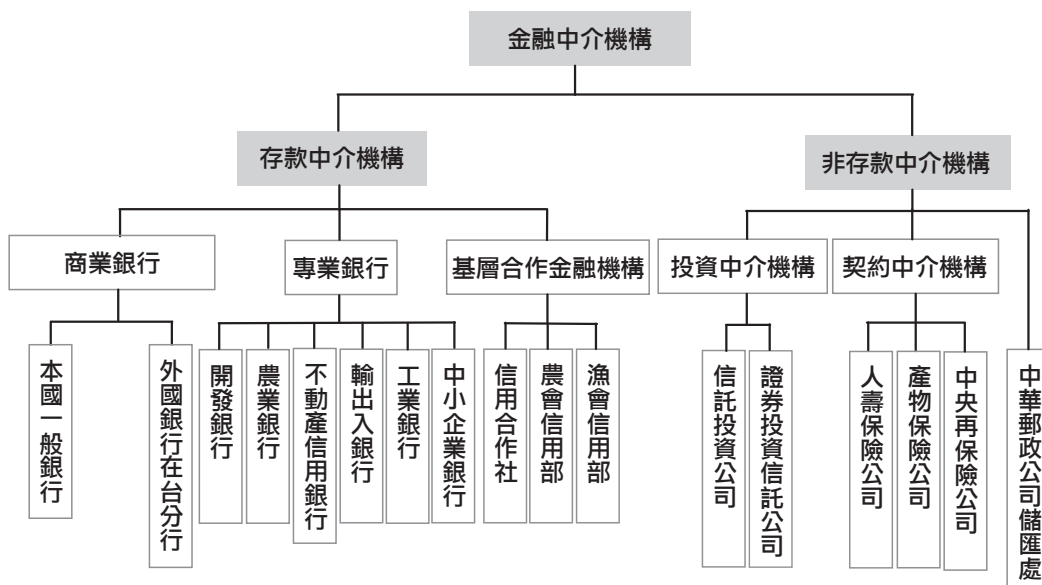 金融中介機構
存款中介機構
非存款中介機構
商業銀行
專業銀行
基層合作金融機構
投資中介機構
契約中介機構
本國一般銀行
外國銀行在台分行
開發銀行
農業銀行
不動產信用銀行
輸出入銀行
工業銀行
中小企業銀行
信用合作社
農會信用部
漁會信用部
信託投資公司
證券投資信託公司
人壽保險公司
產物保險公司
中央再保險公司
中華郵政公司儲匯處